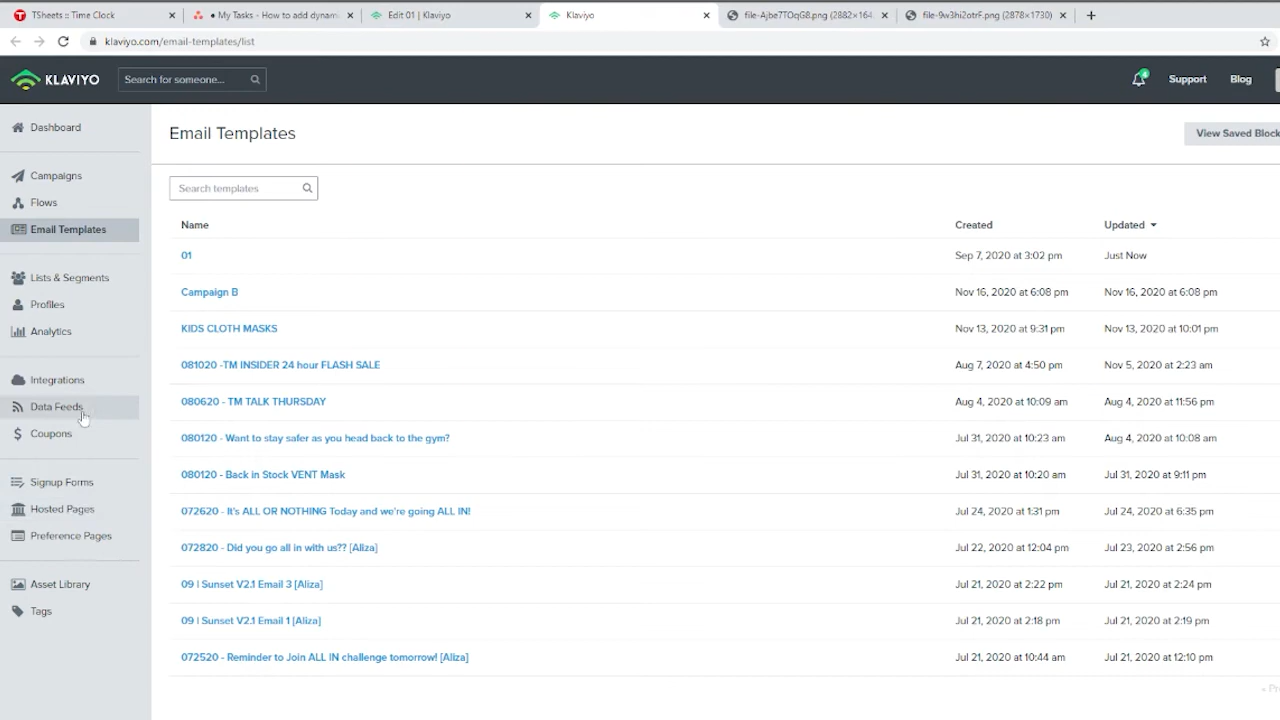 TSheets :: Time Clock
• My Tasks - How to add dynam
Edit 01 | Klaviyo
Klaviyo
file-Ajbe7TOqG8.png (2882×164
file-9w3hi2otrF.png (2878×1730)
klaviyo.com/email-templates/list
KLAVIYO
Search for someone...
Support
Blog
Dashboard
Campaigns
Flows
Email Templates
Lists & Segments
Profiles
Analytics
Integrations
Data Feeds
Coupons
Signup Forms
Hosted Pages
Preference Pages
Asset Library
Tags
Email Templates
View Saved Block
Search templates
Name Created Updated
01 Sep 7, 2020 at 3:02 pm Just Now
Campaign B Nov 16, 2020 at 6:08 pm Nov 16, 2020 at 6:08 pm
KIDS CLOTH MASKS Nov 13, 2020 at 9:31 pm Nov 13, 2020 at 10:01 pm
081020 -TM INSIDER 24 hour FLASH SALE Aug 7, 2020 at 4:50 pm Nov 5, 2020 at 2:23 am
080620 - TM TALK THURSDAY Aug 4, 2020 at 10:09 am Aug 4, 2020 at 11:56 pm
080120 - Want to stay safer as you head back to the gym? Jul 31, 2020 at 10:23 am Aug 4, 2020 at 10:08 am
080120 - Back in Stock VENT Mask Jul 31, 2020 at 10:20 am Jul 31, 2020 at 9:11 pm
072620 - It's ALL OR NOTHING Today and we're going ALL IN! Jul 24, 2020 at 1:31 pm Jul 24, 2020 at 6:35 pm
072820 - Did you go all in with us?? [Aliza] Jul 22, 2020 at 12:04 pm Jul 23, 2020 at 2:56 pm
09 | Sunset V2.1 Email 3 [Aliza] Jul 21, 2020 at 2:22 pm Jul 21, 2020 at 2:24 pm
09 | Sunset V2.1 Email 1 [Aliza] Jul 21, 2020 at 2:18 pm Jul 21, 2020 at 2:19 pm
072520 - Reminder to Join ALL IN challenge tomorrow! [Aliza] Jul 21, 2020 at 10:44 am Jul 21, 2020 at 12:10 pm